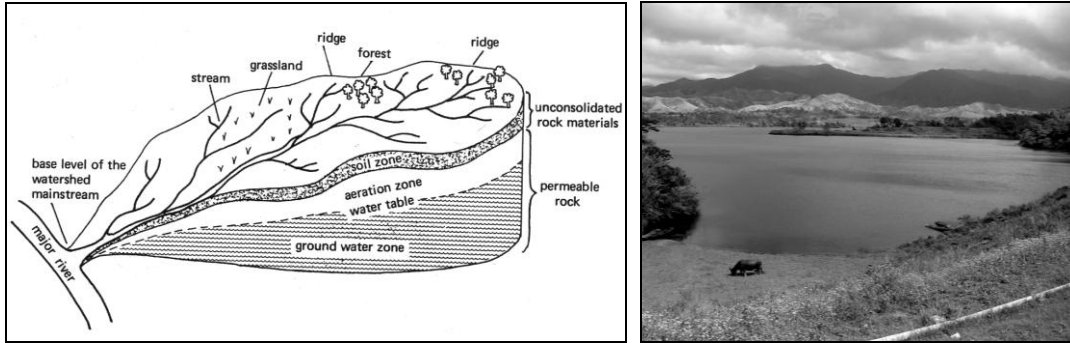 ridge
forest
ridge
grassland
stream
unconsolidated
rock materials
base level of the
watershed
mainstream
soil zone
aeration zone
water table
permeable
rock
ground water zone
major river